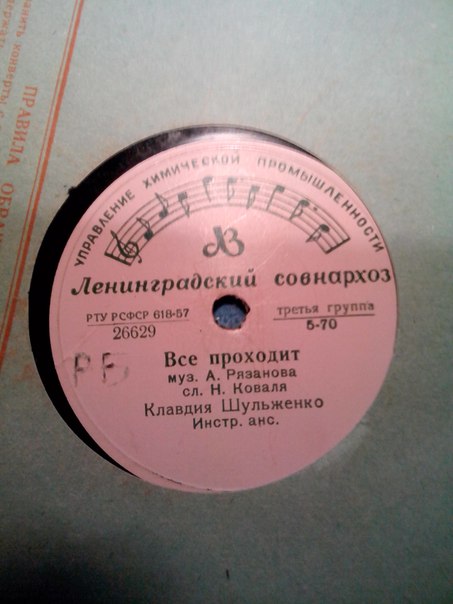 ПРАВИЛА
УПРАВЛЕНИЕ ХИМИЧЕСКОЙ ПРОМЫШЛЕННОСТИ
Ленинградский совнархоз
РТУ РСФСР 618-57
26629
третья группа
5-70
Все проходит
муз. А. Рязанова
сл. Н. Коваля
Клавдия Шульженко
Инстр. анс.
РБ